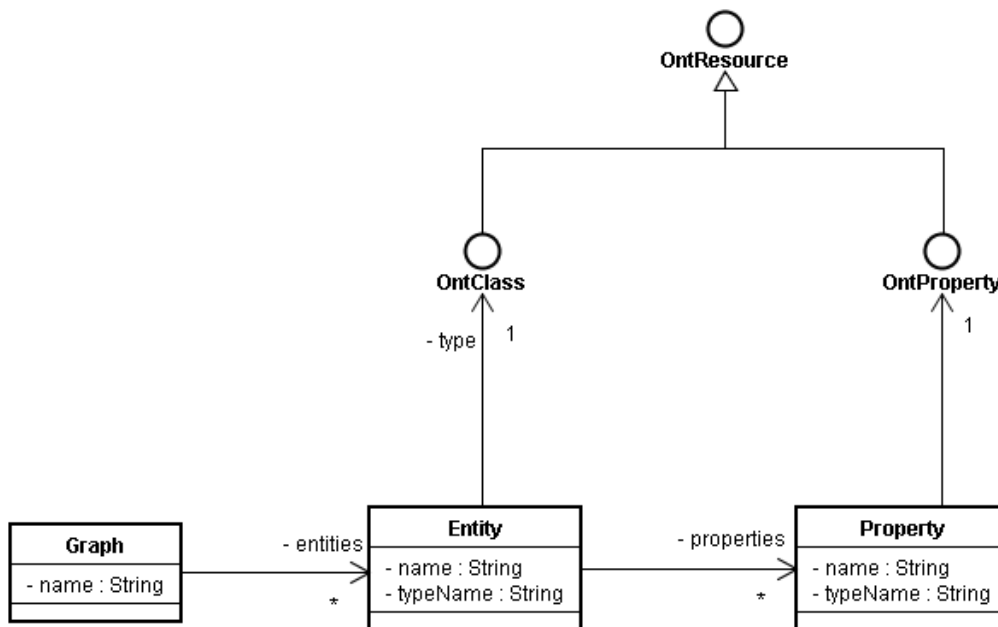 OntResource
OntClass
OntProperty
- type
1
1
Graph
- name : String
- entities
*
Entity
- name : String
- typeName : String
- properties
*
Property
- name : String
- typeName : String